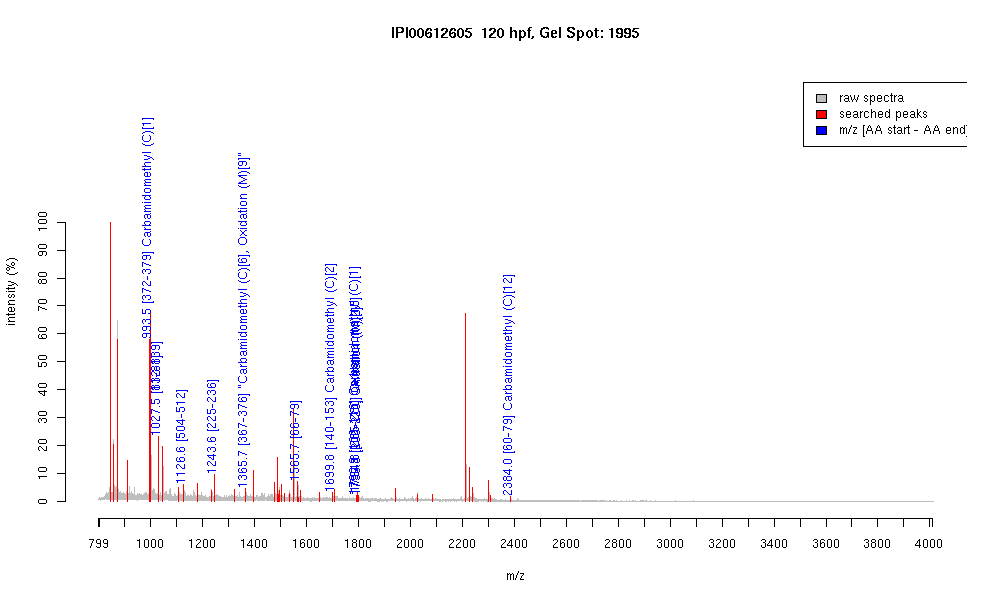 IPI00612605 120 hpf, Gel Spot: 1995
raw spectra
searched peaks
m/z [AA start - AA end]
intensity (%)
100
90
80
70
60
50
40
30
20
10
0
993.5 [372-379] Carbamidomethyl (C)[1]
1027.5
1126.6 [504-512]
1243.6 [225-236]
1365.7 [367-376] "Carbamidomethyl (C)[6], Oxidation (M)[9]"
1565.7 [66-79]
1699.8 [140-153] Carbamidomethyl (C)[2]
(C)[1]
2384.0 [60-79] Carbamidomethyl (C)[12]
799 1000 1200 1400 1600 1800 2000 2200 2400 2600 2800 3000 3200 3400 3600 3800 4000
m/z